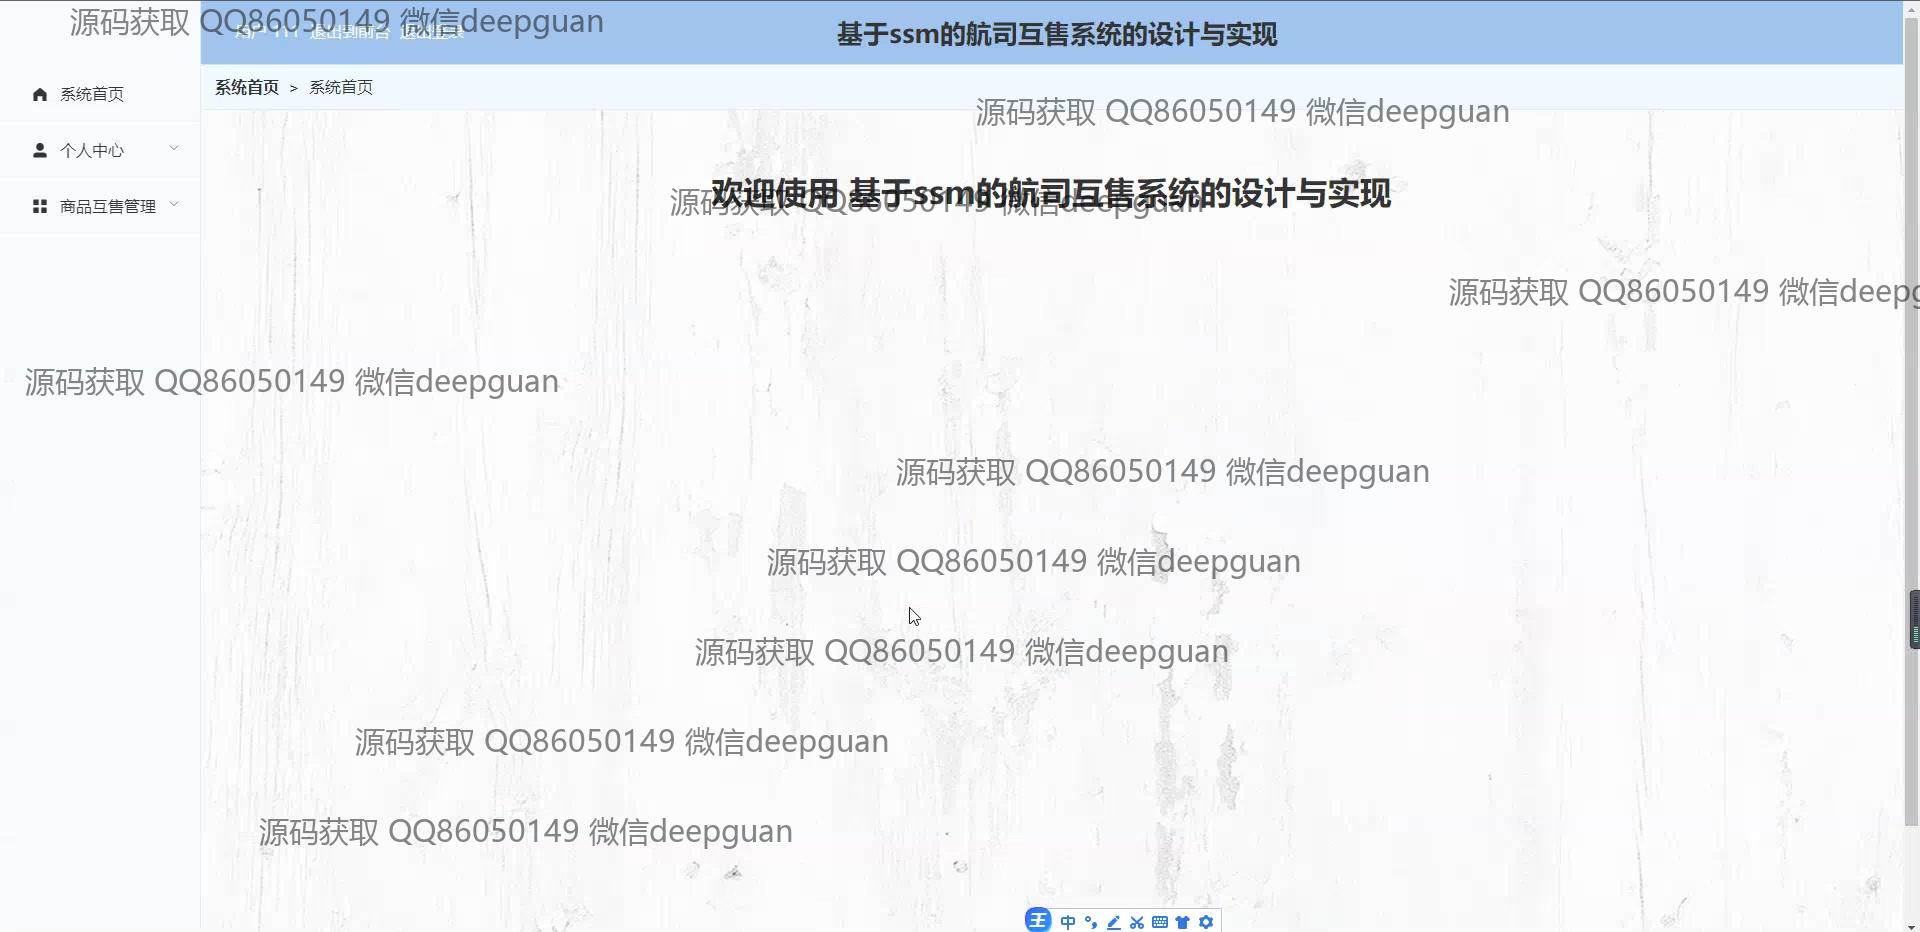 源码获取 QQ86050149 微信deepguan
用户 111 退出到前台 退出登录
基于ssm的航司互售系统的设计与实现
系统首页
系统首页 > 系统首页
源码获取 QQ86050149 微信deepguan
个人中心
欢迎使用 基于ssm的航司互售系统的设计与实现
源码获取 QQ86050149 微信deepguan
商品互售管理
源码获取 QQ86050149 微信deepg
源码获取 QQ86050149 微信deepguan
源码获取 QQ86050149 微信deepguan
源码获取 QQ86050149 微信deepguan
源码获取 QQ86050149 微信deepguan
源码获取 QQ86050149 微信deepguan
源码获取 QQ86050149 微信deepguan
王 中